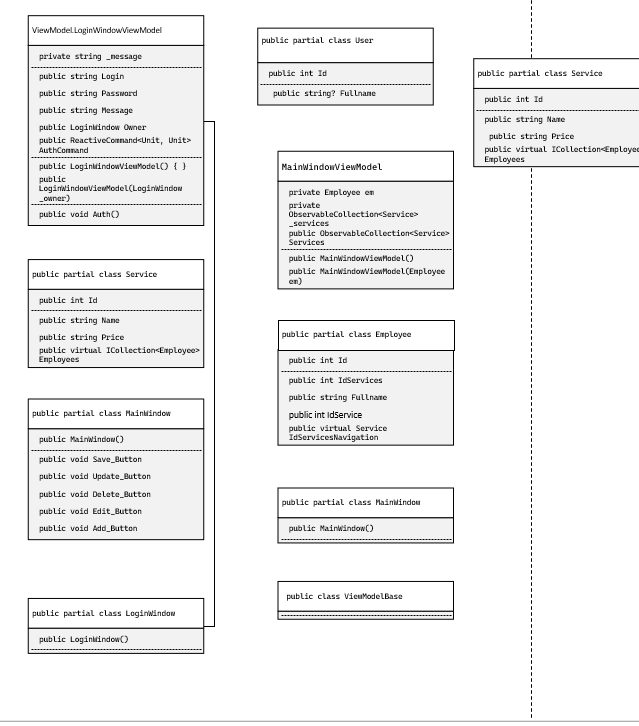 ViewModel.LoginWindowViewModel
private string _message
public string Login
public string Password
public string Message
public LoginWindow Owner
public ReactiveCommand<Unit, Unit>
AuthCommand
public LoginWindowViewModel() { }
public
LoginWindowViewModel(LoginWindow
_owner)
public void Auth()
public partial class Service
public int Id
public string Name
public string Price
public virtual ICollection<Employee>
Employees
public partial class MainWindow
public MainWindow()
public void Save_Button
public void Update_Button
public void Delete_Button
public void Edit_Button
public void Add_Button
public partial class LoginWindow
public LoginWindow()
public partial class User
public int Id
public string? Fullname
MainWindowViewModel
private Employee em
private
ObservableCollection<Service>
_services
public ObservableCollection<Service>
Services
public MainWindowViewModel()
public MainWindowViewModel(Employee
em)
public partial class Employee
public int Id
public int IdServices
public string Fullname
public int IdService
public virtual Service
IdServicesNavigation
public partial class MainWindow
public MainWindow()
public class ViewModelBase
public partial class Service
public int Id
public string Name
public string Price
public virtual ICollection<Employee
Employees